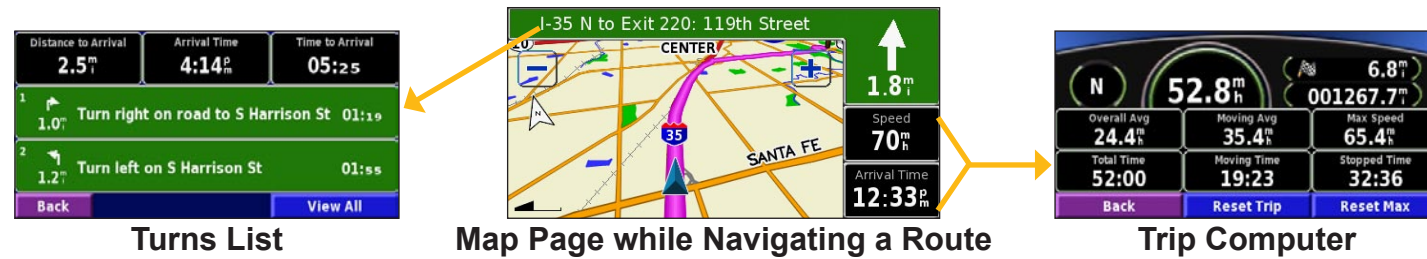 Distance to Arrival Arrival Time Time to Arrival
2.5mi 4:14pm 05:25
1 Turn right on road to S Harrison St 01:19
1.0mi
2 Turn left on S Harrison St 01:55
1.2mi
Back View All
Turns List
I-35 N to Exit 220: 119th Street
CENTER
1.8mi
35
SANTA FE
Speed
70mh
Arrival Time
12:33pm
N
Map Page while Navigating a Route
N 52.8mh 6.8mi
001267.7mi
Overall Avg Moving Avg Max Speed
24.4mh 35.4mh 65.4mh
Total Time Moving Time Stopped Time
52:00 19:23 32:36
Back Reset Trip Reset Max
Trip Computer